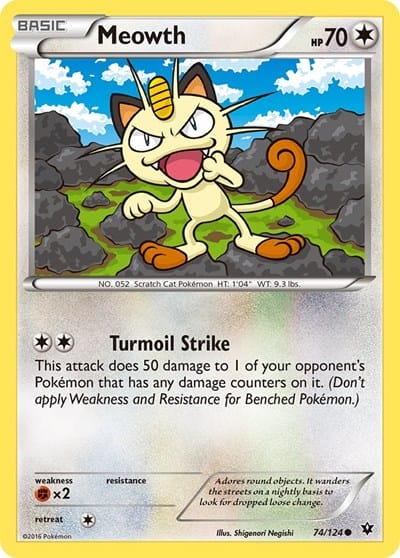 BASIC Meowth HP70
NO. 052 Scratch Cat Pokémon HT: 1'04" WT: 9.3 lbs.
Turmoil Strike
This attack does 50 damage to 1 of your opponent's
Pokémon that has any damage counters on it. (Don't
apply Weakness and Resistance for Benched Pokémon.)
weakness resistance
×2
retreat
Adores round objects. It wanders
the streets on a nightly basis to
look for dropped loose change.
©2016 Pokémon Illus. Shigenori Negishi 74/124